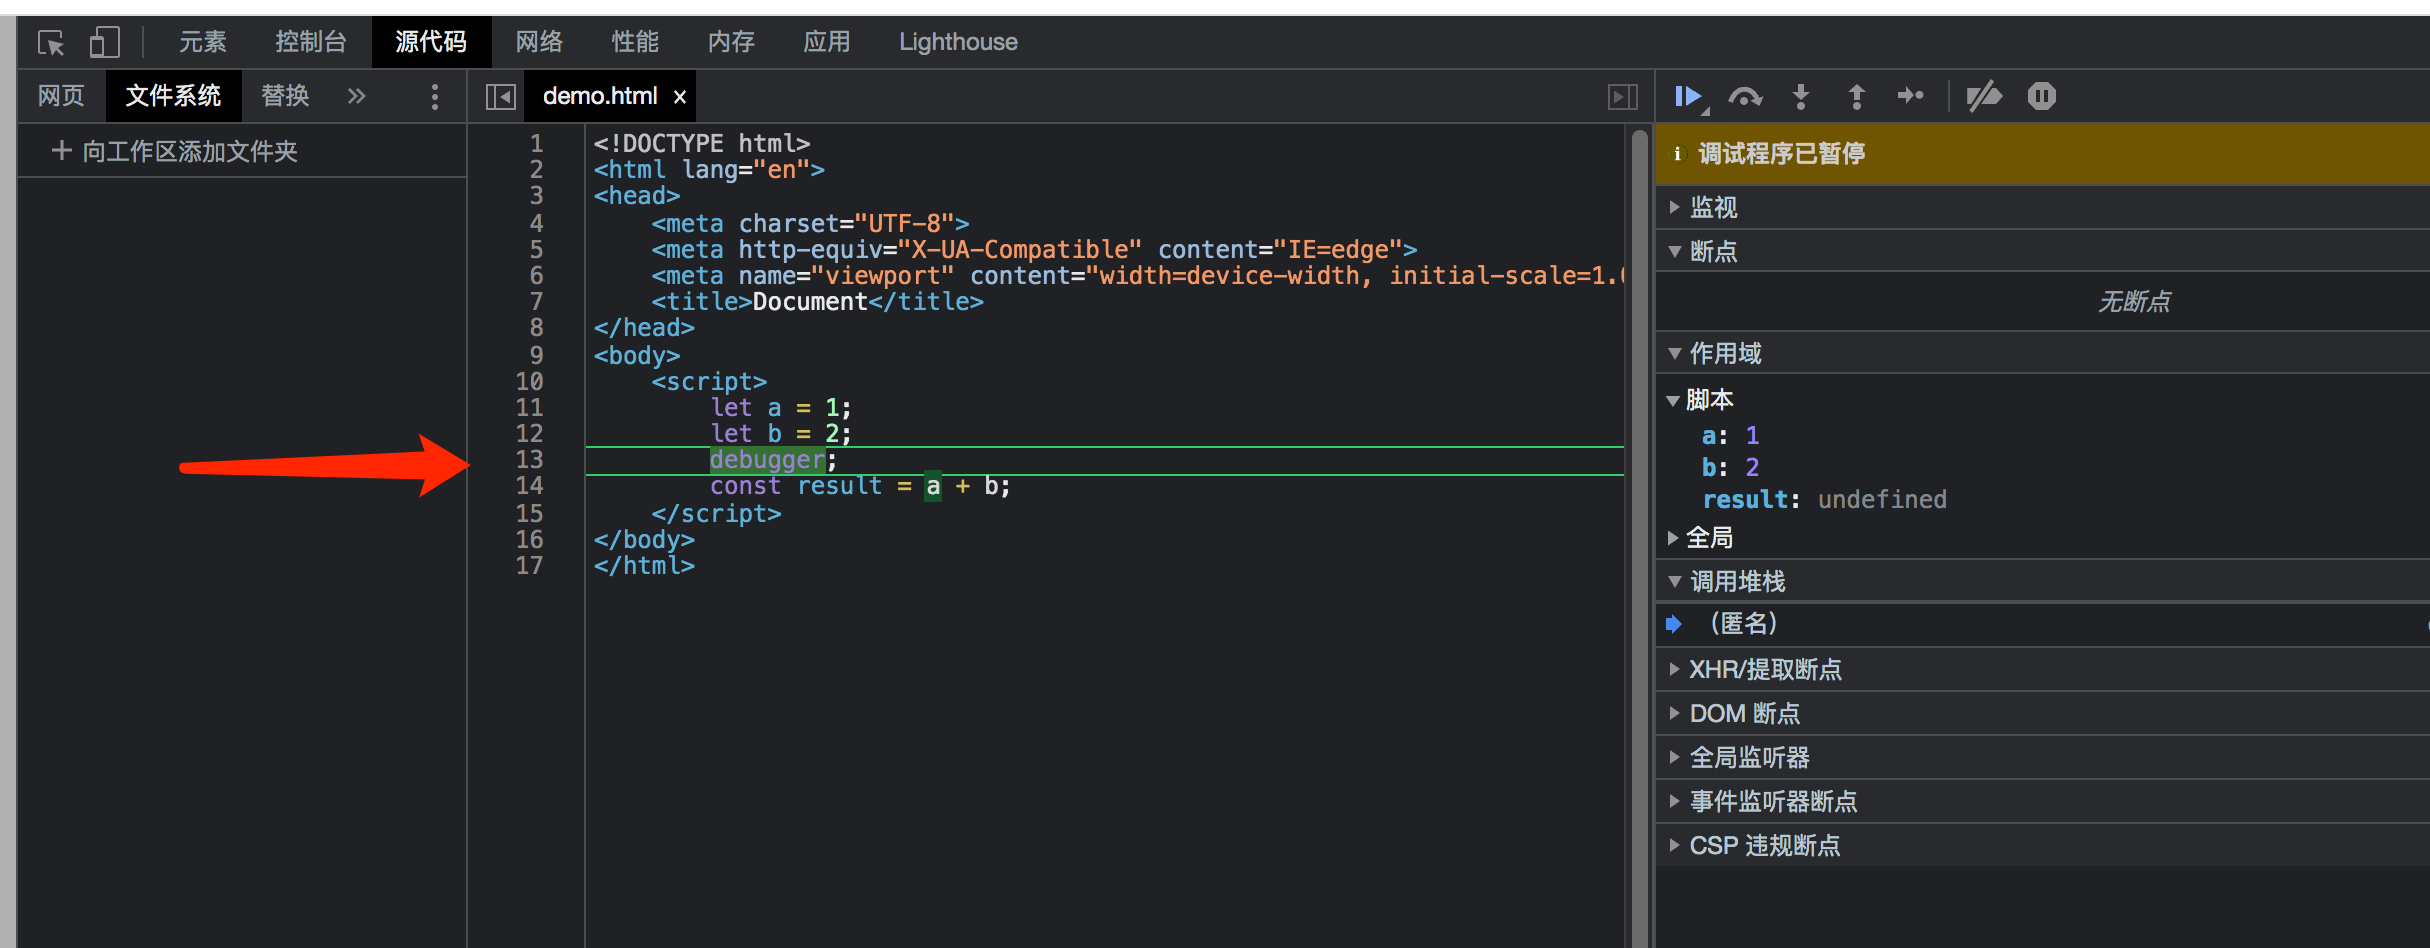 元素 控制台 源代码 网络 性能 内存 应用 Lighthouse
网页 文件系统 替换 » demo.html ×
+ 向工作区添加文件夹
1 <!DOCTYPE html>
2 <html lang="en">
3 <head>
4 <meta charset="UTF-8">
5 <meta http-equiv="X-UA-Compatible" content="IE=edge">
6 <meta name="viewport" content="width=device-width, initial-scale=1.0
7 <title>Document</title>
8 </head>
9 <body>
10 <script>
11 let a = 1;
12 let b = 2;
13 debugger;
14 const result = a + b;
15 </script>
16 </body>
17 </html>
调试程序已暂停
监视
断点
无断点
作用域
脚本
a: 1
b: 2
result: undefined
全局
调用堆栈
（匿名）
XHR/提取断点
DOM 断点
全局监听器
事件监听器断点
CSP 违规断点